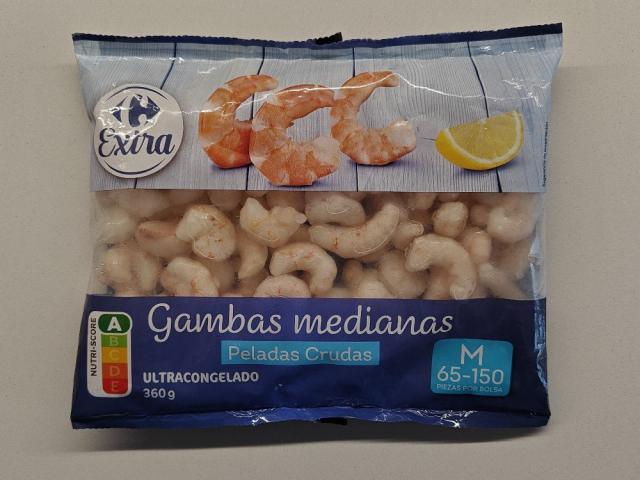 Extra
Gambas medianas
Peladas Crudas
ULTRACONGELADO
360g
NUTRI-SCORE
A
B
C
D
E
M
65-150
PIEZAS POR BOLSA